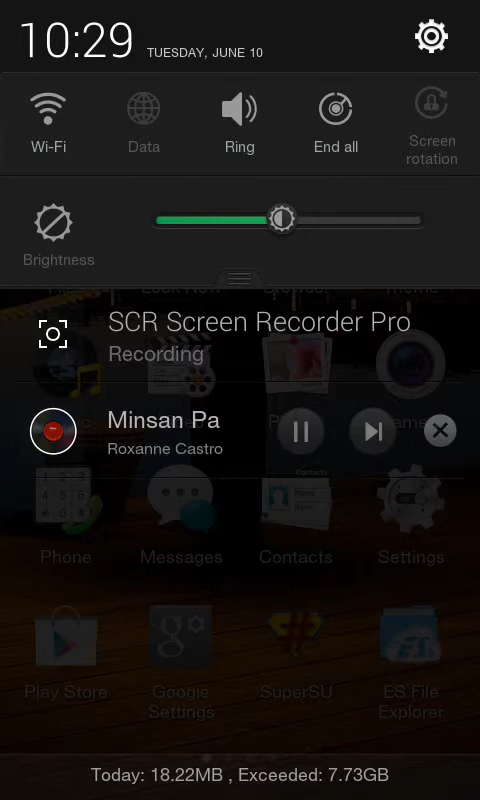 10:29 TUESDAY, JUNE 10
Wi-Fi Data Ring End all Screen rotation
Brightness
SCR Screen Recorder Pro
Recording
Minsan Pa
Roxanne Castro
Contacts
Phone Messages Contacts Settings
Play Store Google Settings SuperSU ES File Explorer
Today: 18.22MB , Exceeded: 7.73GB